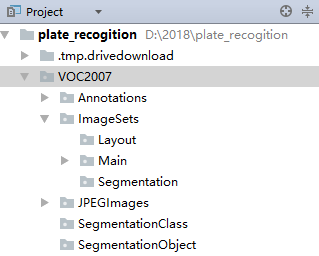 Project
plate_recogition D:\2018\plate_recogition
.tmp.drivedownload
VOC2007
Annotations
ImageSets
Layout
Main
Segmentation
JPEGImages
SegmentationClass
SegmentationObject